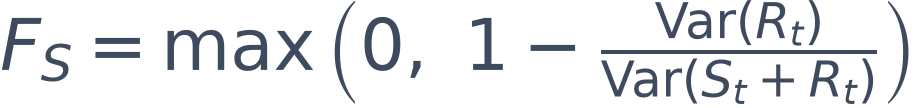 F_S = max(0, 1 − Var(R_t) / Var(S_t + R_t))